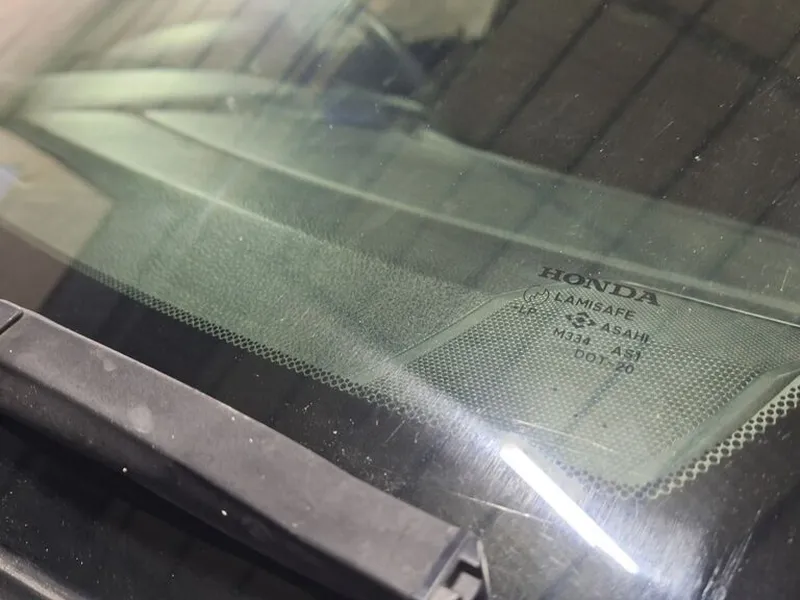 HONDA
LAMISAFE
-LP
ASAHI
M334 AS1
DOT 20